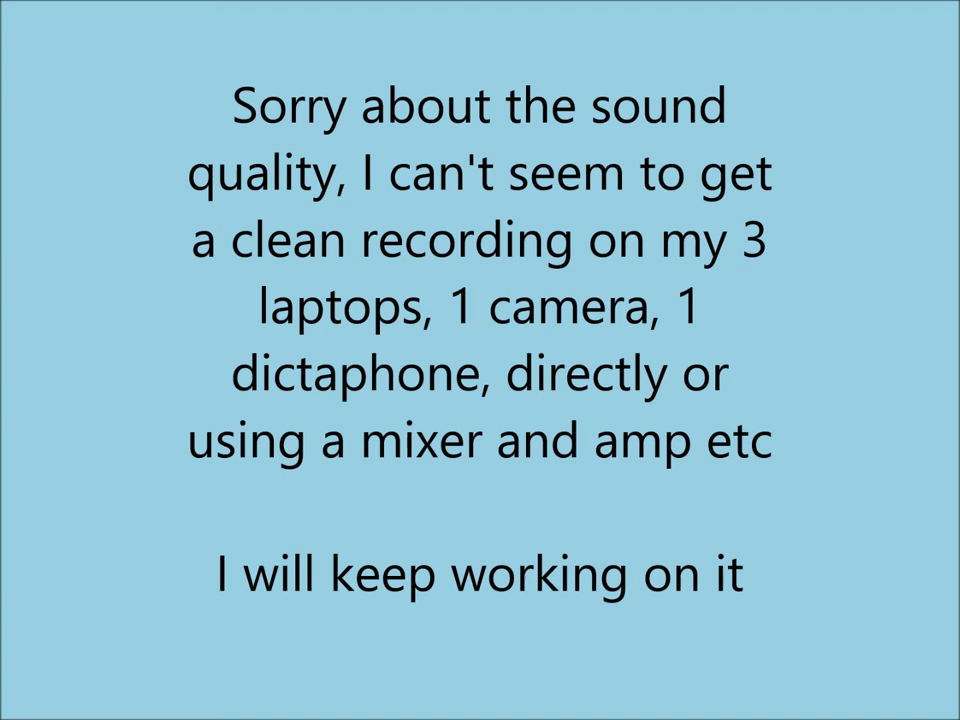 Sorry about the sound
quality, I can't seem to get
a clean recording on my 3
laptops, 1 camera, 1
dictaphone, directly or
using a mixer and amp etc
I will keep working on it